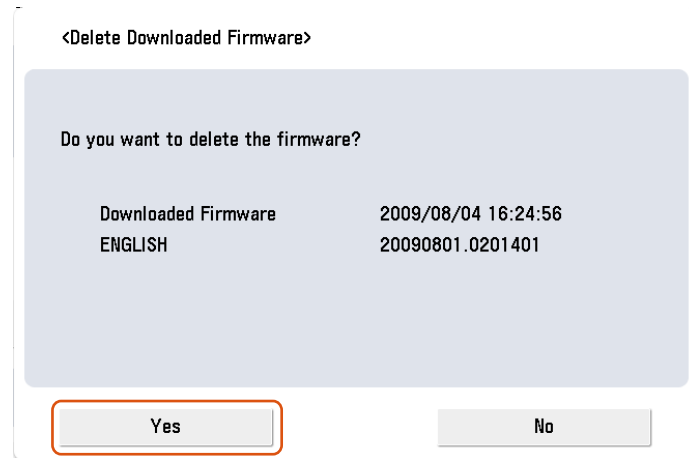 <Delete Downloaded Firmware>
Do you want to delete the firmware?
Downloaded Firmware 2009/08/04 16:24:56
ENGLISH 20090801.0201401
Yes No